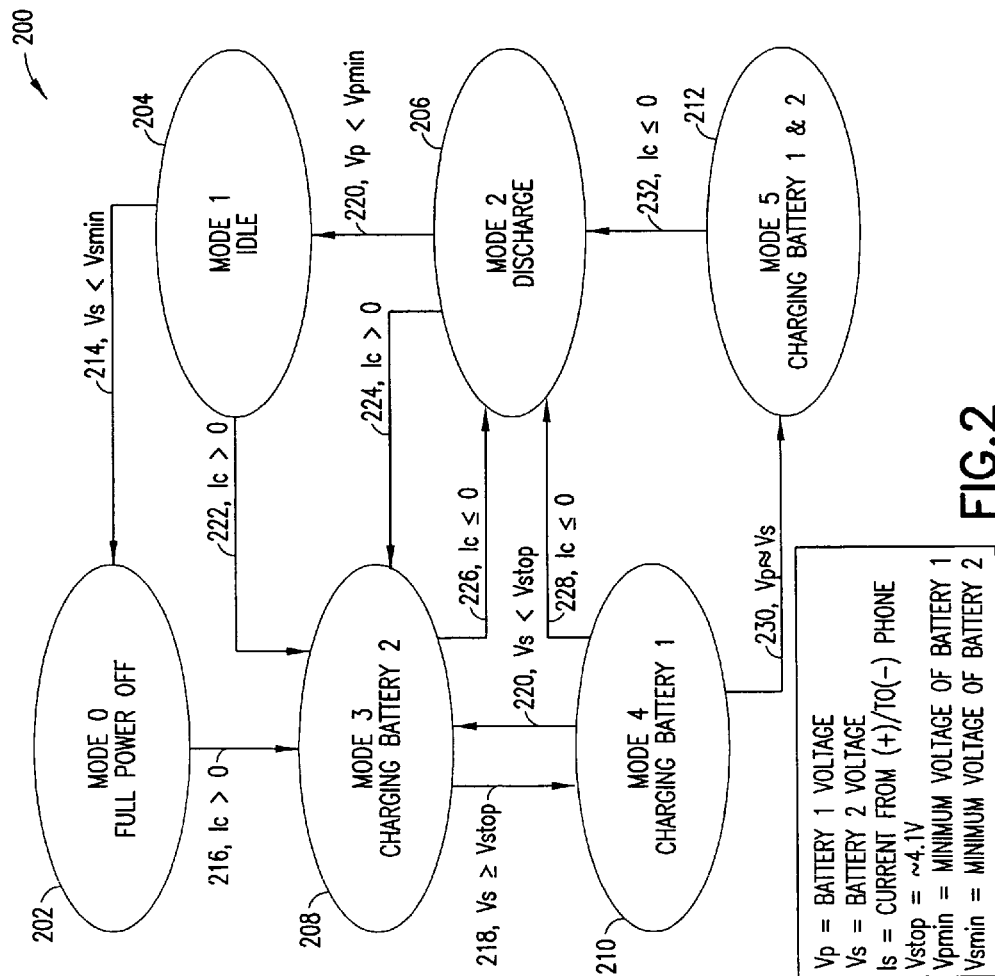 200
202
MODE 0
FULL POWER OFF
214, Vs < Vsmin
204
MODE 1
IDLE
216, Ic > 0
222, Ic > 0
220, Vp < Vpmin
206
MODE 2
DISCHARGE
224, Ic > 0
208
MODE 3
CHARGING BATTERY 2
226, Ic ≤ 0
218, Vs ≥ Vstop
220, Vs < Vstop
228, Ic ≤ 0
232, Ic ≤ 0
210
MODE 4
CHARGING BATTERY 1
212
MODE 5
CHARGING BATTERY 1 & 2
230, Vp≈Vs
Vp = BATTERY 1 VOLTAGE
Vs = BATTERY 2 VOLTAGE
Is = CURRENT FROM (+)/TO(-) PHONE
Vstop = ~4.1V
Vpmin = MINIMUM VOLTAGE OF BATTERY 1
Vsmin = MINIMUM VOLTAGE OF BATTERY 2
FIG.2